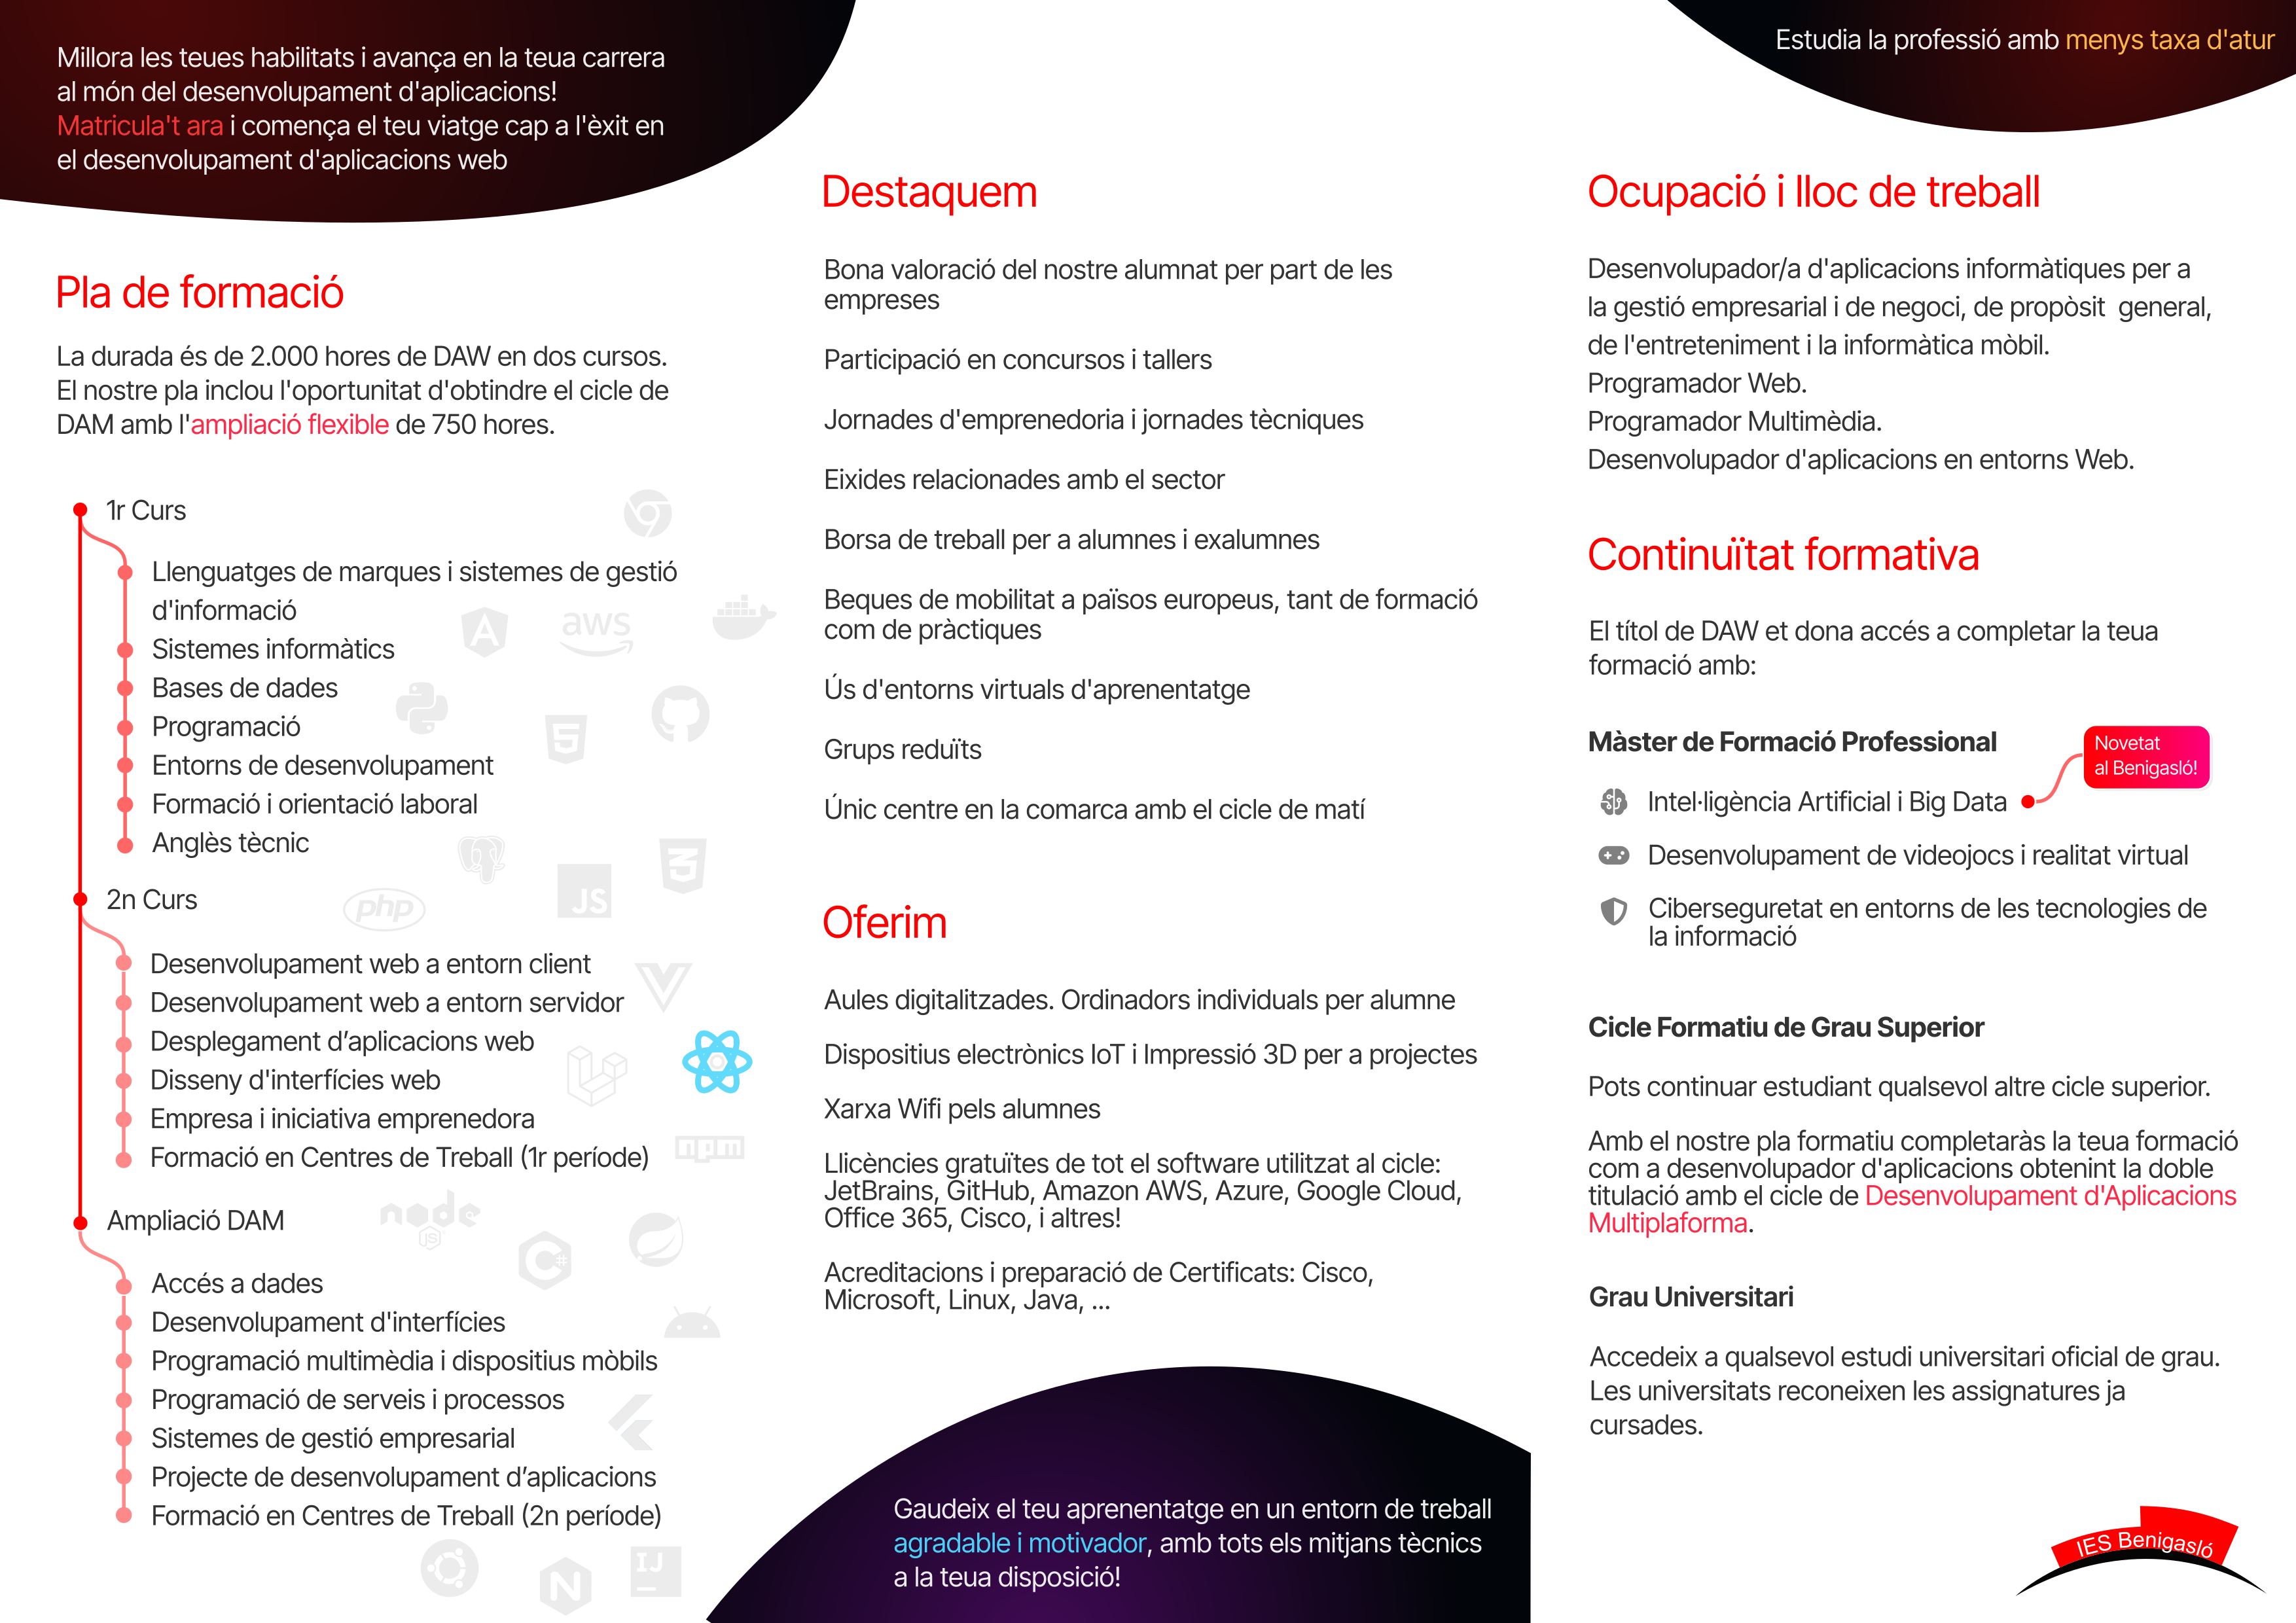 Millora les teues habilitats i avança en la teua carrera
al món del desenvolupament d'aplicacions!
Matricula't ara i comença el teu viatge cap a l'èxit en
el desenvolupament d'aplicacions web
Pla de formació
La durada és de 2.000 hores de DAW en dos cursos.
El nostre pla inclou l'oportunitat d'obtindre el cicle de
DAM amb l'ampliació flexible de 750 hores.
1r Curs
Llenguatges de marques i sistemes de gestió
d'informació
Sistemes informàtics
Bases de dades
Programació
Entorns de desenvolupament
Formació i orientació laboral
Anglès tècnic
aws
php
JS
2n Curs
Desenvolupament web a entorn client
Desenvolupament web a entorn servidor
Desplegament d’aplicacions web
Disseny d'interfícies web
Empresa i iniciativa emprenedora
Formació en Centres de Treball (1r període)
npm
node
JS
Ampliació DAM
Accés a dades
Desenvolupament d'interfícies
Programació multimèdia i dispositius mòbils
Programació de serveis i processos
Sistemes de gestió empresarial
Projecte de desenvolupament d’aplicacions
Formació en Centres de Treball (2n període)
C#
N
IJ
Destaquem
Bona valoració del nostre alumnat per part de les
empreses
Participació en concursos i tallers
Jornades d'emprenedoria i jornades tècniques
Eixides relacionades amb el sector
Borsa de treball per a alumnes i exalumnes
Beques de mobilitat a països europeus, tant de formació
com de pràctiques
Ús d'entorns virtuals d'aprenentatge
Grups reduïts
Únic centre en la comarca amb el cicle de matí
Oferim
Aules digitalitzades. Ordinadors individuals per alumne
Dispositius electrònics IoT i Impressió 3D per a projectes
Xarxa Wifi pels alumnes
Llicències gratuïtes de tot el software utilitzat al cicle:
JetBrains, GitHub, Amazon AWS, Azure, Google Cloud,
Office 365, Cisco, i altres!
Acreditacions i preparació de Certificats: Cisco,
Microsoft, Linux, Java, ...
Gaudeix el teu aprenentatge en un entorn de treball
agradable i motivador, amb tots els mitjans tècnics
a la teua disposició!
Estudia la professió amb menys taxa d'atur
Ocupació i lloc de treball
Desenvolupador/a d'aplicacions informàtiques per a
la gestió empresarial i de negoci, de propòsit general,
de l'entreteniment i la informàtica mòbil.
Programador Web.
Programador Multimèdia.
Desenvolupador d'aplicacions en entorns Web.
Continuïtat formativa
El títol de DAW et dona accés a completar la teua
formació amb:
Màster de Formació Professional
Novetat
al Benigasló!
Intel·ligència Artificial i Big Data
Desenvolupament de videojocs i realitat virtual
Ciberseguretat en entorns de les tecnologies de
la informació
Cicle Formatiu de Grau Superior
Pots continuar estudiant qualsevol altre cicle superior.
Amb el nostre pla formatiu completaràs la teua formació
com a desenvolupador d'aplicacions obtenint la doble
titulació amb el cicle de Desenvolupament d'Aplicacions
Multiplaforma.
Grau Universitari
Accedeix a qualsevol estudi universitari oficial de grau.
Les universitats reconeixen les assignatures ja
cursades.
IES Benigasló